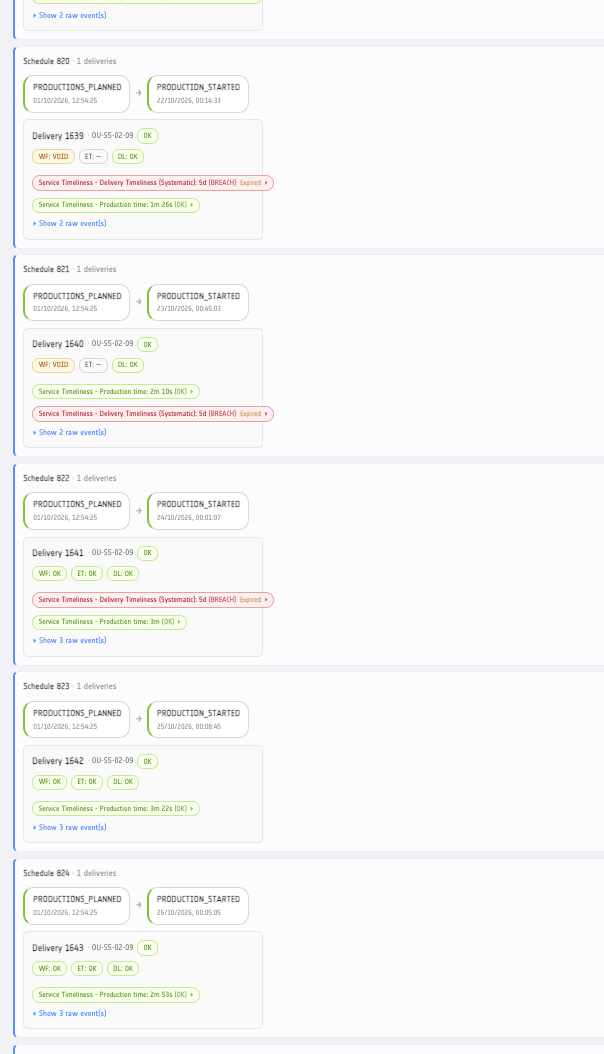 Show 2 raw event(s)
Schedule 820 · 1 deliveries
PRODUCTIONS_PLANNED → PRODUCTION_STARTED
01/10/2026, 12:54:25 22/10/2026, 00:14:33
Delivery 1639 · OU-S5-02-09 OK
WF: VOID ET: — DL: OK
Service Timeliness - Delivery Timeliness (Systematic): 5d (BREACH) Expired
Service Timeliness - Production time: 1m 26s (OK)
Show 2 raw event(s)
Schedule 821 · 1 deliveries
PRODUCTIONS_PLANNED → PRODUCTION_STARTED
01/10/2026, 12:54:25 23/10/2026, 00:45:03
Delivery 1640 · OU-S5-02-09 OK
WF: VOID ET: — DL: OK
Service Timeliness - Production time: 2m 10s (OK)
Service Timeliness - Delivery Timeliness (Systematic): 5d (BREACH) Expired
Show 2 raw event(s)
Schedule 822 · 1 deliveries
PRODUCTIONS_PLANNED → PRODUCTION_STARTED
01/10/2026, 12:54:25 24/10/2026, 00:01:07
Delivery 1641 · OU-S5-02-09 OK
WF: OK ET: OK DL: OK
Service Timeliness - Delivery Timeliness (Systematic): 5d (BREACH) Expired
Service Timeliness - Production time: 3m (OK)
Show 3 raw event(s)
Schedule 823 · 1 deliveries
PRODUCTIONS_PLANNED → PRODUCTION_STARTED
01/10/2026, 12:54:25 25/10/2026, 00:08:45
Delivery 1642 · OU-S5-02-09 OK
WF: OK ET: OK DL: OK
Service Timeliness - Production time: 3m 22s (OK)
Show 3 raw event(s)
Schedule 824 · 1 deliveries
PRODUCTIONS_PLANNED → PRODUCTION_STARTED
01/10/2026, 12:54:25 26/10/2026, 00:05:05
Delivery 1643 · OU-S5-02-09 OK
WF: OK ET: OK DL: OK
Service Timeliness - Production time: 2m 53s (OK)
Show 3 raw event(s)